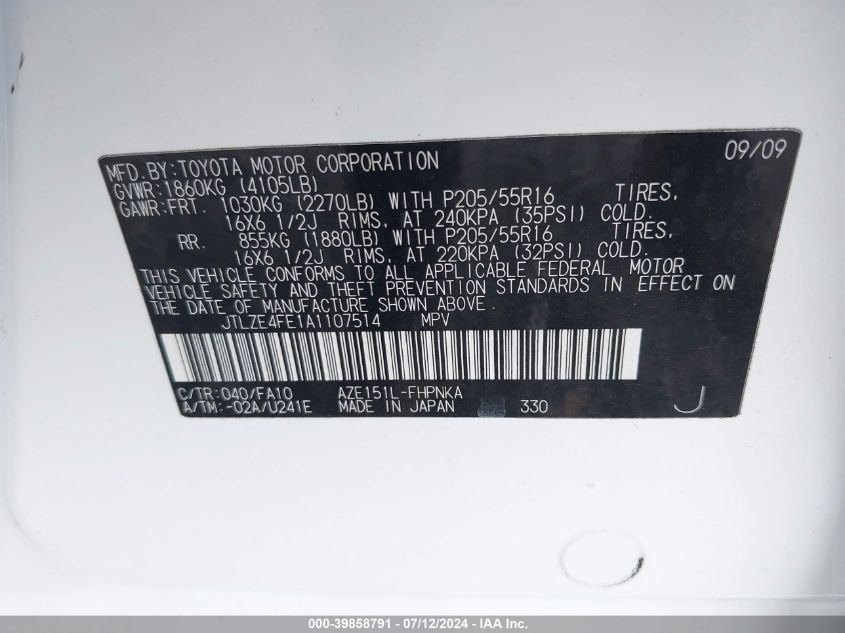 MFD. BY: TOYOTA MOTOR CORPORATION 09/09
GVWR: 1860KG (4105LB)
GAWR: FRT. 1030KG (2270LB) WITH P205/55R16 TIRES,
16X6 1/2J RIMS, AT 240KPA (35PSI) COLD.
RR. 855KG (1880LB) WITH P205/55R16 TIRES,
16X6 1/2J RIMS, AT 220KPA (32PSI) COLD.
THIS VEHICLE CONFORMS TO ALL APPLICABLE FEDERAL MOTOR
VEHICLE SAFETY AND THEFT PREVENTION STANDARDS IN EFFECT ON
THE DATE OF MANUFACTURE SHOWN ABOVE.
JTLZE4FE1A1107514 MPV
C/TR: 040/FA10 AZE151L-FHPNKA
A/TM: -02A/U241E MADE IN JAPAN 330 J
000-39858791 - 07/12/2024 - IAA Inc.